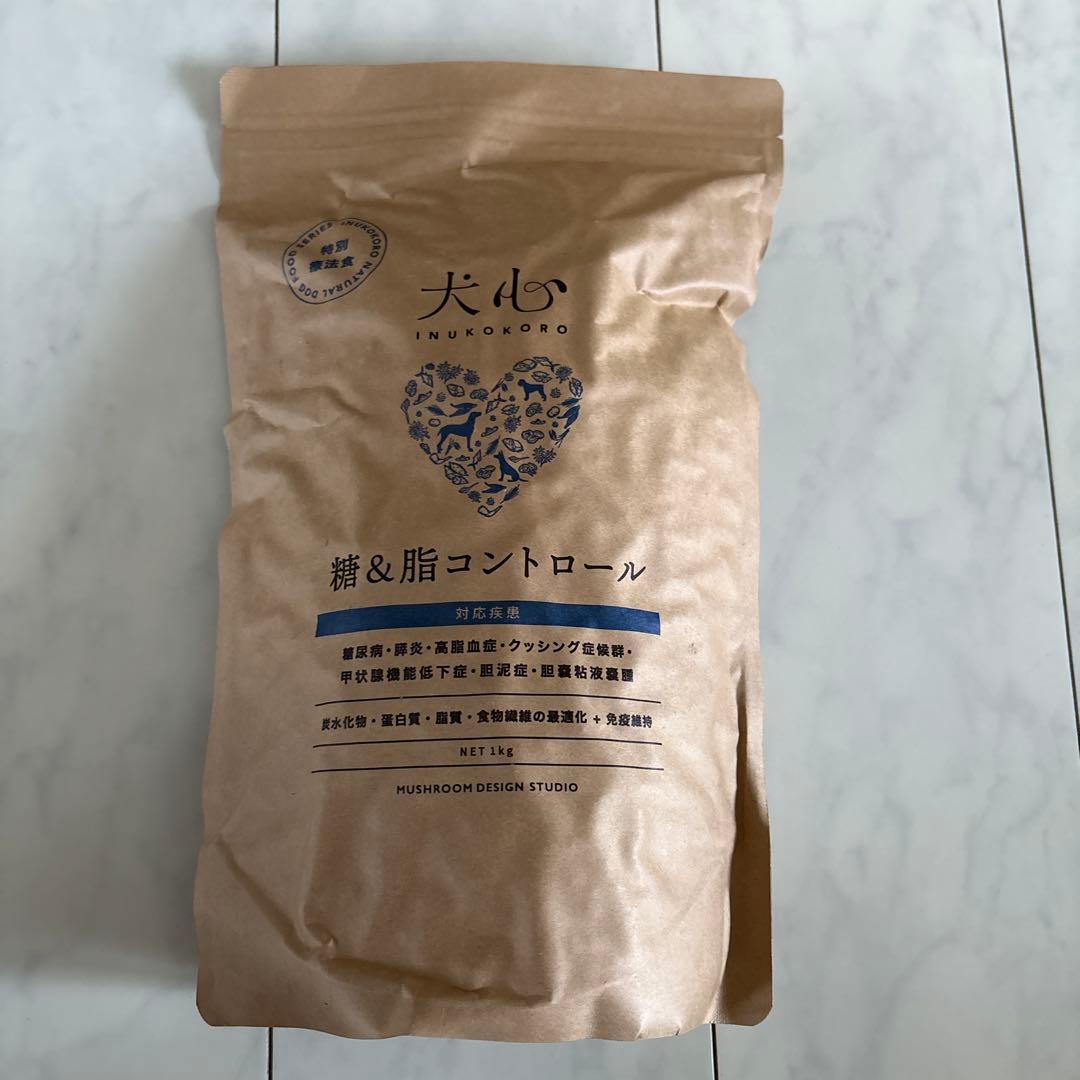 INUKOKORO NATURAL DOG FOOD SERIES
特別
療法食
犬心
INUKOKORO
糖&脂コントロール
対応疾患
糖尿病・膵炎・高脂血症・クッシング症候群・
甲状腺機能低下症・胆泥症・胆嚢粘液嚢腫
炭水化物・蛋白質・脂質・食物繊維の最適化 + 免疫維持
NET 1kg
MUSHROOM DESIGN STUDIO